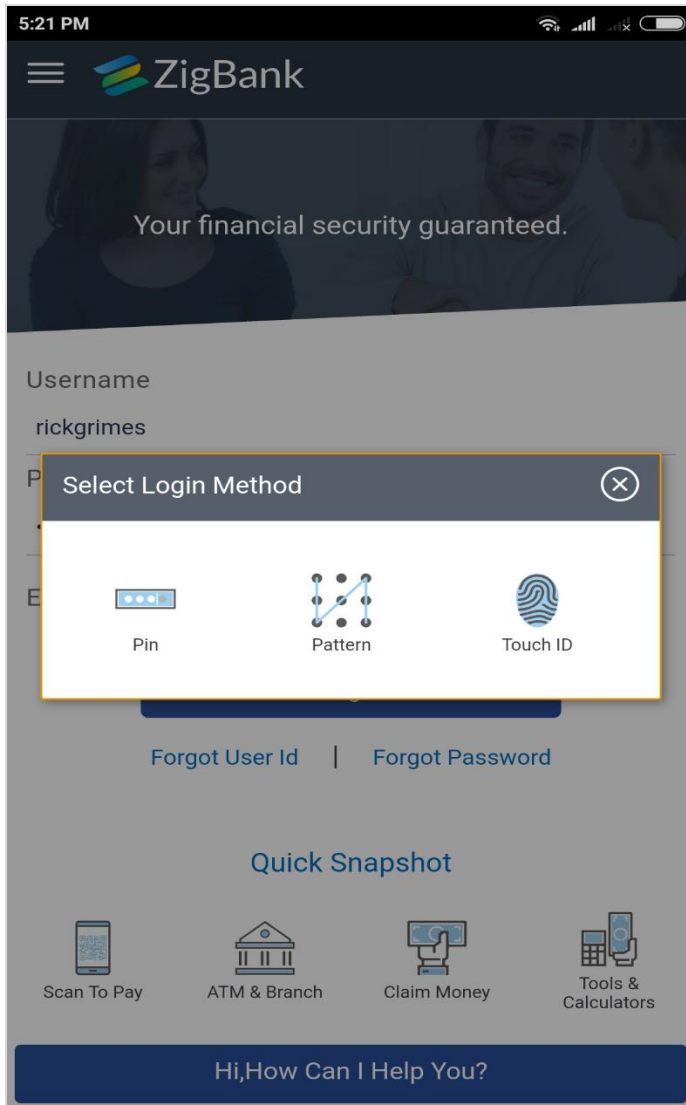 5:21 PM
ZigBank
Your financial security guaranteed.
Username
rickgrimes
P
Select Login Method
E
Pin Pattern Touch ID
Forgot User Id | Forgot Password
Quick Snapshot
Scan To Pay ATM & Branch Claim Money Tools &
Calculators
Hi,How Can I Help You?